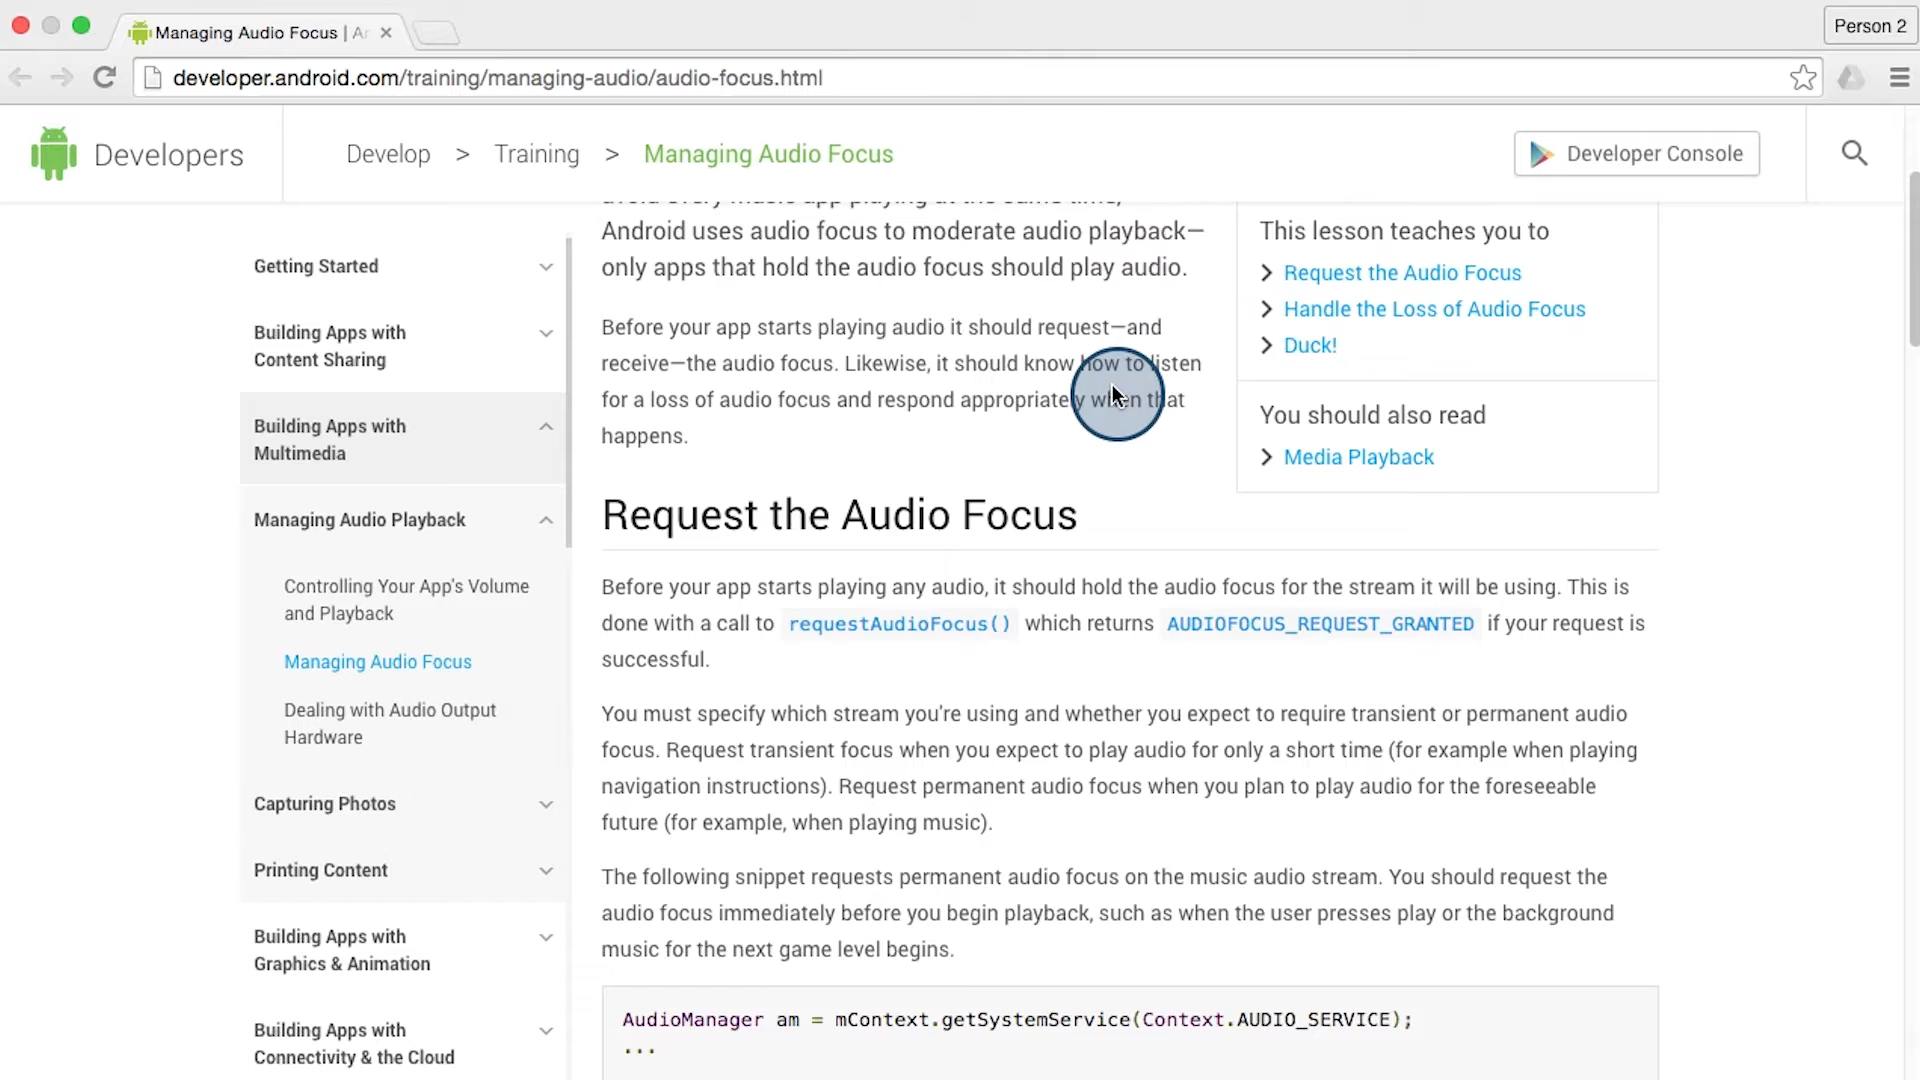 Managing Audio Focus | Ar
Person 2
developer.android.com/training/managing-audio/audio-focus.html
Developers
Develop > Training > Managing Audio Focus
Developer Console
avoid every music app playing at the same time,
Android uses audio focus to moderate audio playback—
only apps that hold the audio focus should play audio.
Before your app starts playing audio it should request—and
receive—the audio focus. Likewise, it should know how to listen
for a loss of audio focus and respond appropriately when that
happens.
This lesson teaches you to
Request the Audio Focus
Handle the Loss of Audio Focus
Duck!
You should also read
Media Playback
Getting Started
Building Apps with
Content Sharing
Building Apps with
Multimedia
Managing Audio Playback
Controlling Your App's Volume
and Playback
Managing Audio Focus
Dealing with Audio Output
Hardware
Capturing Photos
Printing Content
Building Apps with
Graphics & Animation
Building Apps with
Connectivity & the Cloud
Request the Audio Focus
Before your app starts playing any audio, it should hold the audio focus for the stream it will be using. This is
done with a call to requestAudioFocus() which returns AUDIOFOCUS_REQUEST_GRANTED if your request is
successful.
You must specify which stream you're using and whether you expect to require transient or permanent audio
focus. Request transient focus when you expect to play audio for only a short time (for example when playing
navigation instructions). Request permanent audio focus when you plan to play audio for the foreseeable
future (for example, when playing music).
The following snippet requests permanent audio focus on the music audio stream. You should request the
audio focus immediately before you begin playback, such as when the user presses play or the background
music for the next game level begins.
AudioManager am = mContext.getSystemService(Context.AUDIO_SERVICE);
...